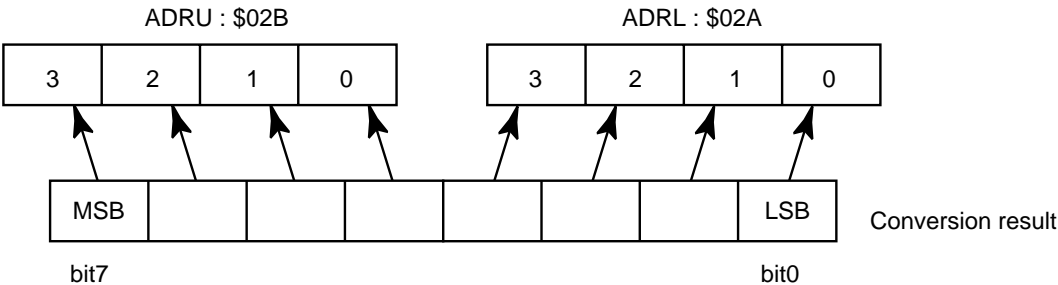 ADRU : $02B ADRL : $02A
3 2 1 0 3 2 1 0
MSB LSB
Conversion result
bit7 bit0